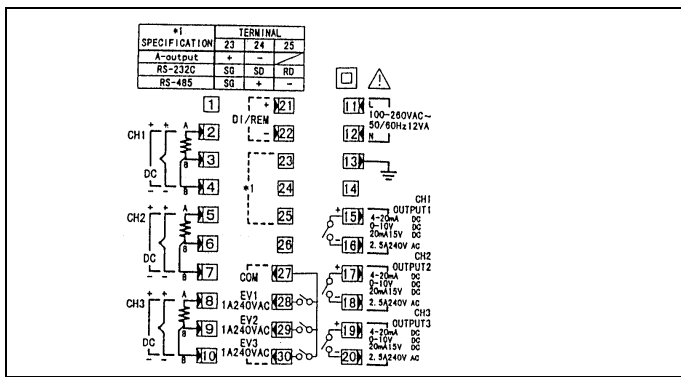 *1
SPECIFICATION
TERMINAL
23 24 25
A-output + -
RS-232C SG SD RD
RS-485 SG + -
1
CH1
+ + A
2
3
B
4
DC
- -
CH2
+ + A
5
6
B
7
DC
- -
CH3
+ + A
8
9
B
10
DC
- -
+ 21
DI/REM
- 22
23
*1
24
25
26
COM 27
EV1
1A240VAC 28
EV2
1A240VAC 29
EV3
1A240VAC 30
11 L
100-260VAC~
50/60Hz12VA
12 N
13
14
CH1
OUTPUT1
+ 15
4-20mA DC
0-10V DC
20mA15V DC
- 16
2.5A240V AC
CH2
OUTPUT2
+ 17
4-20mA DC
0-10V DC
20mA15V DC
- 18
2.5A240V AC
CH3
OUTPUT3
+ 19
4-20mA DC
0-10V DC
20mA15V DC
- 20
2.5A240V AC